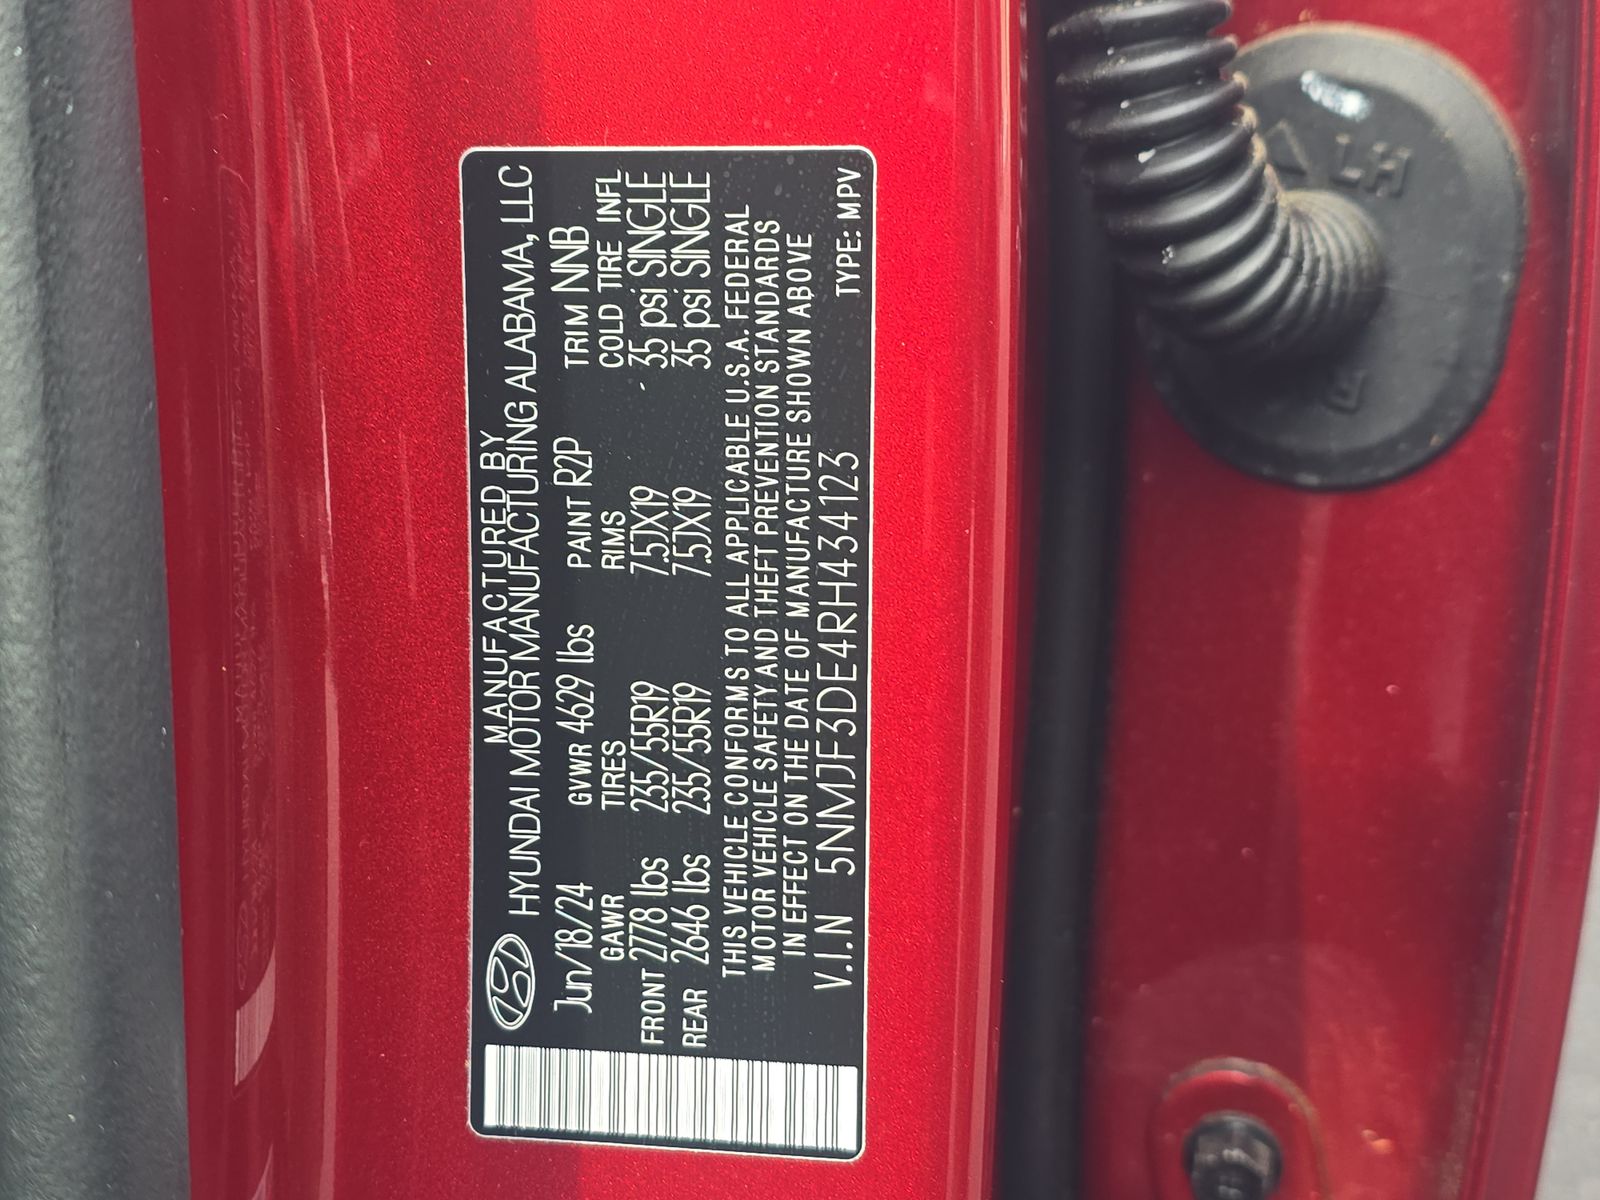 MANUFACTURED BY
HYUNDAI MOTOR MANUFACTURING ALABAMA, LLC
Jun/18/24 GVWR 4629 lbs PAINT R2P TRIM NNB
GAWR TIRES RIMS COLD TIRE INFL
FRONT 2778 lbs 235/55R19 7.5JX19 35 psi SINGLE
REAR 2646 lbs 235/55R19 7.5JX19 35 psi SINGLE
THIS VEHICLE CONFORMS TO ALL APPLICABLE U.S.A. FEDERAL
MOTOR VEHICLE SAFETY AND THEFT PREVENTION STANDARDS
IN EFFECT ON THE DATE OF MANUFACTURE SHOWN ABOVE
V.I.N 5NMJF3DE4RH434123 TYPE: MPV
LH